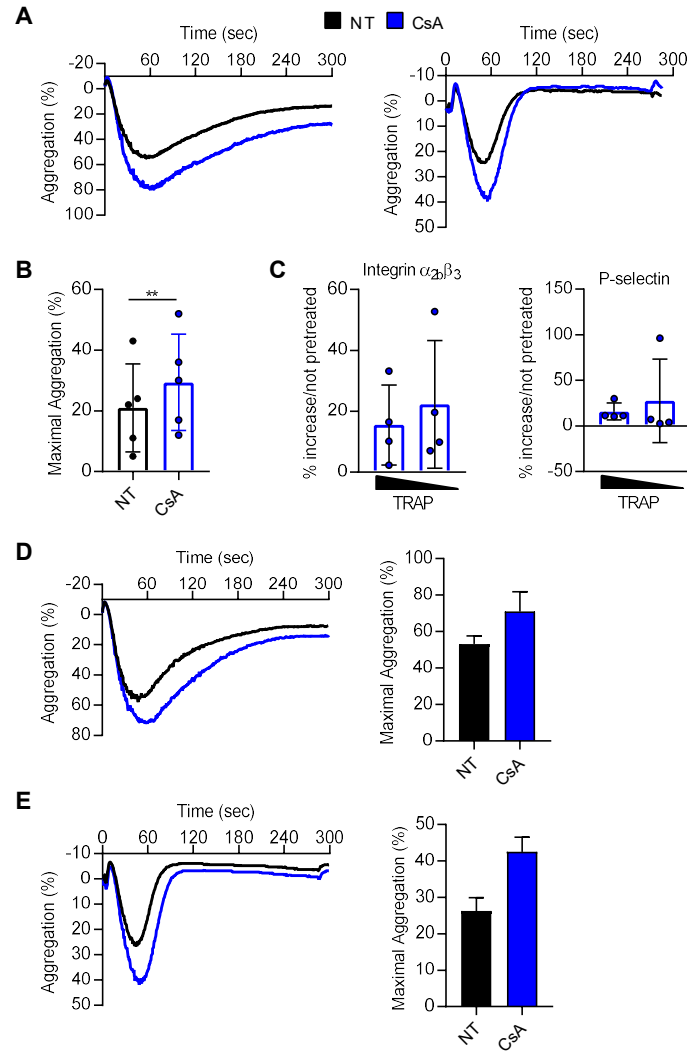 A
NT CsA
Time (sec) Time (sec)
60 120 180 240 300
-20
0
20
40
60
80
100
Aggregation (%)
0 60 120 180 240 300
-10
0
10
20
30
40
50
Aggregation (%)
B
60
40
20
0
Maximal Aggregation (%)
**
NT CsA
C
Integrin α2bβ3
60
40
20
0
% increase/not pretreated
TRAP
P-selectin
150
100
50
0
-50
% increase/not pretreated
TRAP
D
Time (sec)
60 120 180 240 300
-20
0
20
40
60
80
Aggregation (%)
100
80
60
40
20
0
Maximal Aggregation (%)
NT CsA
E
Time (sec)
0 60 120 180 240 300
-10
0
10
20
30
40
50
Aggregation (%)
50
40
30
20
10
0
Maximal Aggregation (%)
NT CsA